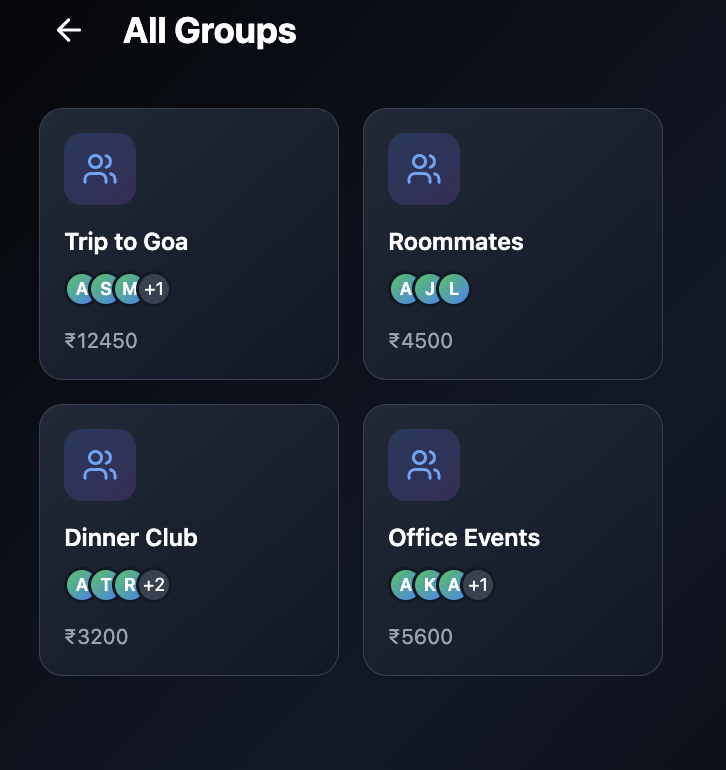 All Groups
Trip to Goa
A S M +1
₹12450
Roommates
A J L
₹4500
Dinner Club
A T R +2
₹3200
Office Events
A K A +1
₹5600